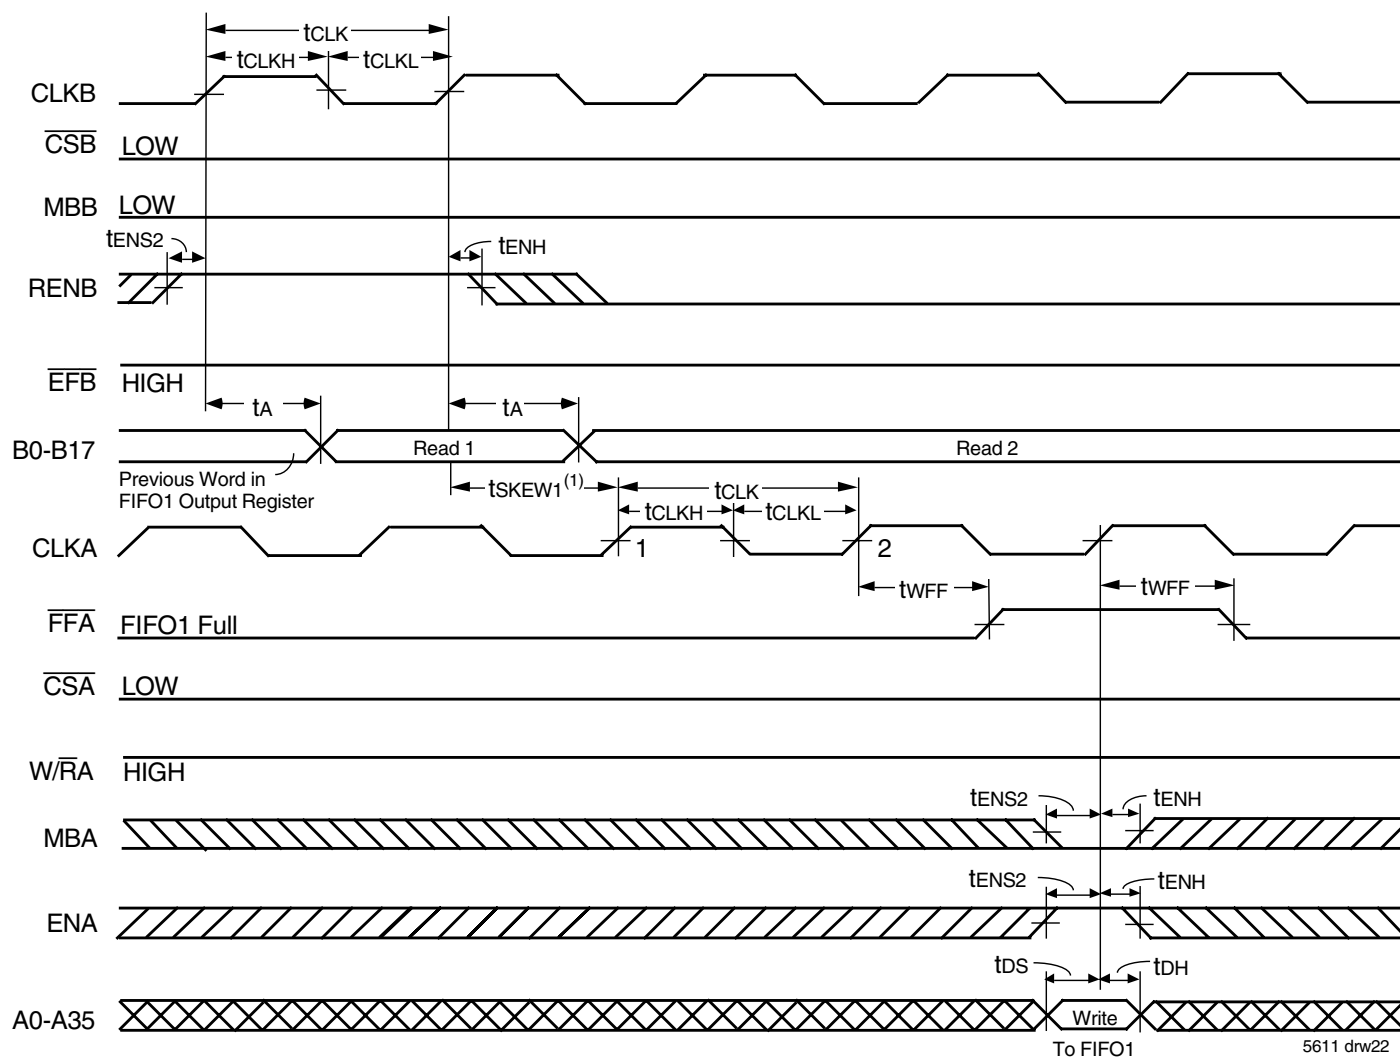 tCLK
tCLKH tCLKL
CLKB
CSB LOW
MBB LOW
tENS2 tENH
RENB
EFB HIGH
tA tA
B0-B17 Read 1 Read 2
Previous Word in
FIFO1 Output Register
tSKEW1(1) tCLK
tCLKH tCLKL
CLKA 1 2
tWFF tWFF
FFA FIFO1 Full
CSA LOW
W/RA HIGH
tENS2 tENH
MBA
tENS2 tENH
ENA
tDS tDH
A0-A35 Write
To FIFO1 5611 drw22